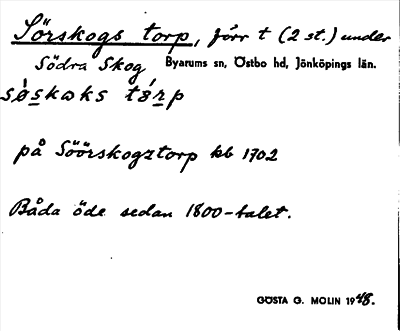 Sörskogs torp, förr t (2 st.) under
Södra Skog Byarums sn, Östbo hd, Jönköpings län.
søskɷks tørp
på Söörskogztorp kb 1702
Båda öde sedan 1800-talet.
GÖSTA G. MOLIN 1948.